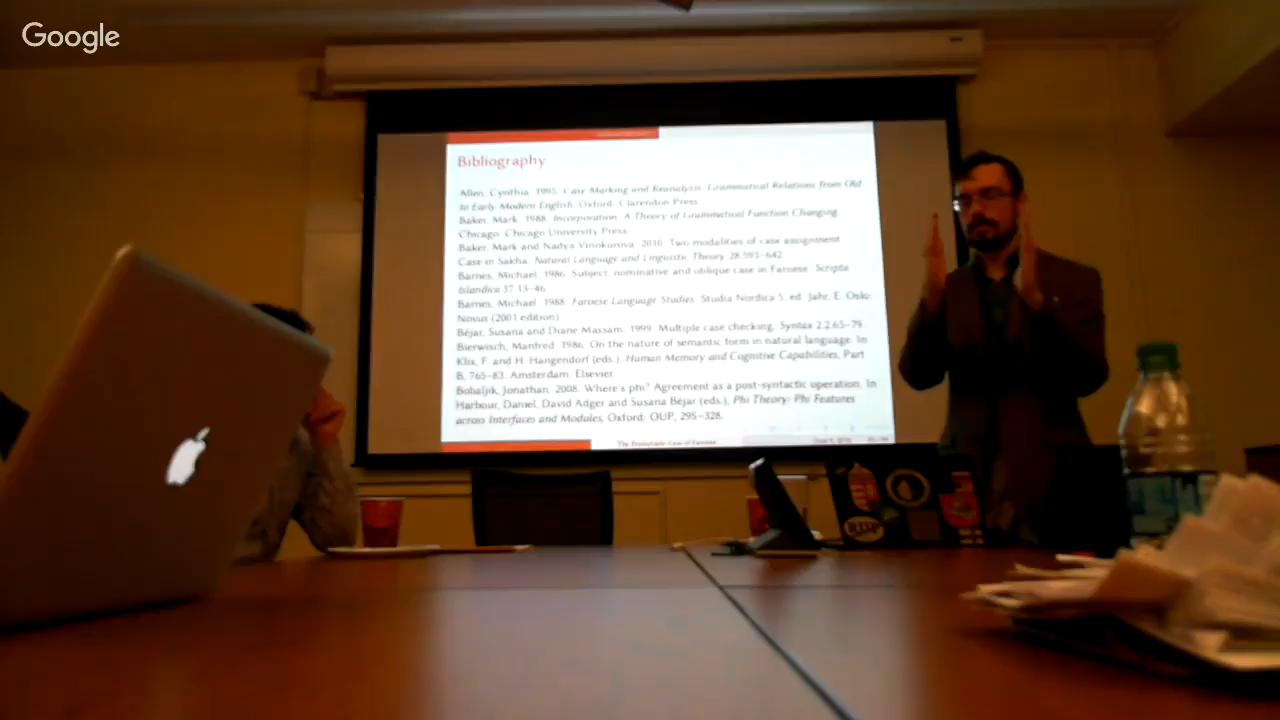 Google
Bibliography
Allen, Cynthia. 1995. Case Marking and Reanalysis. Grammatical Relations from Old
to Early Modern English. Oxford: Clarendon Press.
Baker, Mark. 1988. Incorporation. A Theory of Grammatical Function Changing.
Chicago: Chicago University Press.
Baker, Mark and Nadya Vinokurova. 2010. Two modalities of case assignment
Case in Sakha. Natural Language and Linguistic Theory 28.593–642.
Barnes, Michael. 1986. Subject, nominative and oblique case in Faroese. Scripta
Islandica 37.13–46.
Barnes, Michael. 1988. Faroese Language Studies. Studia Nordica 5, ed. Jahr, E. Oslo:
Novus (2001 edition)
Béjar, Susana and Diane Massam. 1999. Multiple case checking. Syntax 2.2.65–79.
Bierwisch, Manfred. 1986. On the nature of semantic form in natural language. In
Klix, F. and H. Hangendorf (eds.). Human Memory and Cognitive Capabilities, Part
B, 765–83. Amsterdam: Elsevier.
Bobaljik, Jonathan. 2008. Where's phi? Agreement as a post-syntactic operation. In
Harbour, Daniel, David Adger and Susana Béjar (eds.), Phi Theory: Phi Features
across Interfaces and Modules, Oxford: OUP, 295–328.